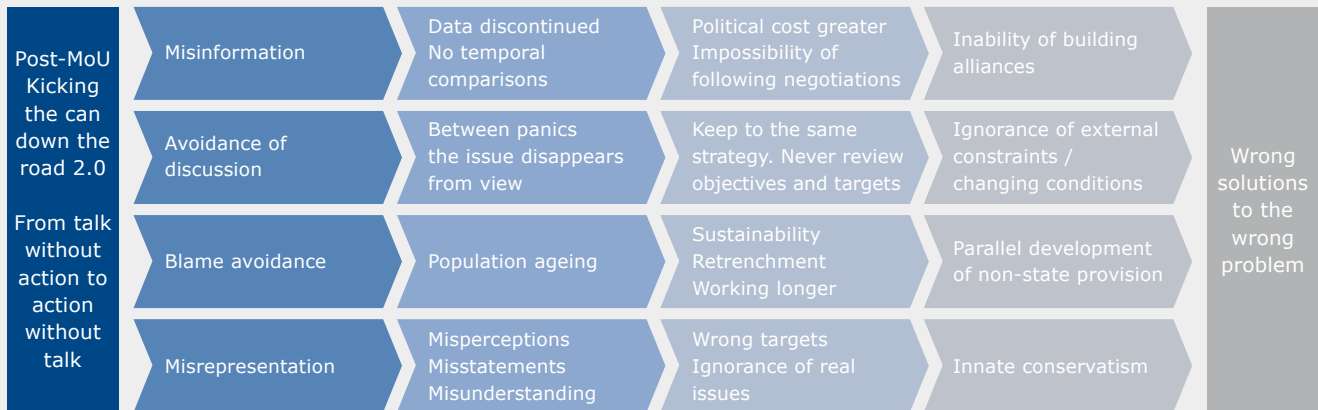 Post-MoU
Kicking
the can
down the
road 2.0
From talk
without
action to
action
without
talk
Misinformation
Data discontinued
No temporal
comparisons
Political cost greater
Impossibility of
following negotiations
Inability of building
alliances
Avoidance of
discussion
Between panics
the issue disappears
from view
Keep to the same
strategy. Never review
objectives and targets
Ignorance of external
constraints /
changing conditions
Blame avoidance
Population ageing
Sustainability
Retrenchment
Working longer
Parallel development
of non-state provision
Misrepresentation
Misperceptions
Misstatements
Misunderstanding
Wrong targets
Ignorance of real
issues
Innate conservatism
Wrong
solutions
to the
wrong
problem